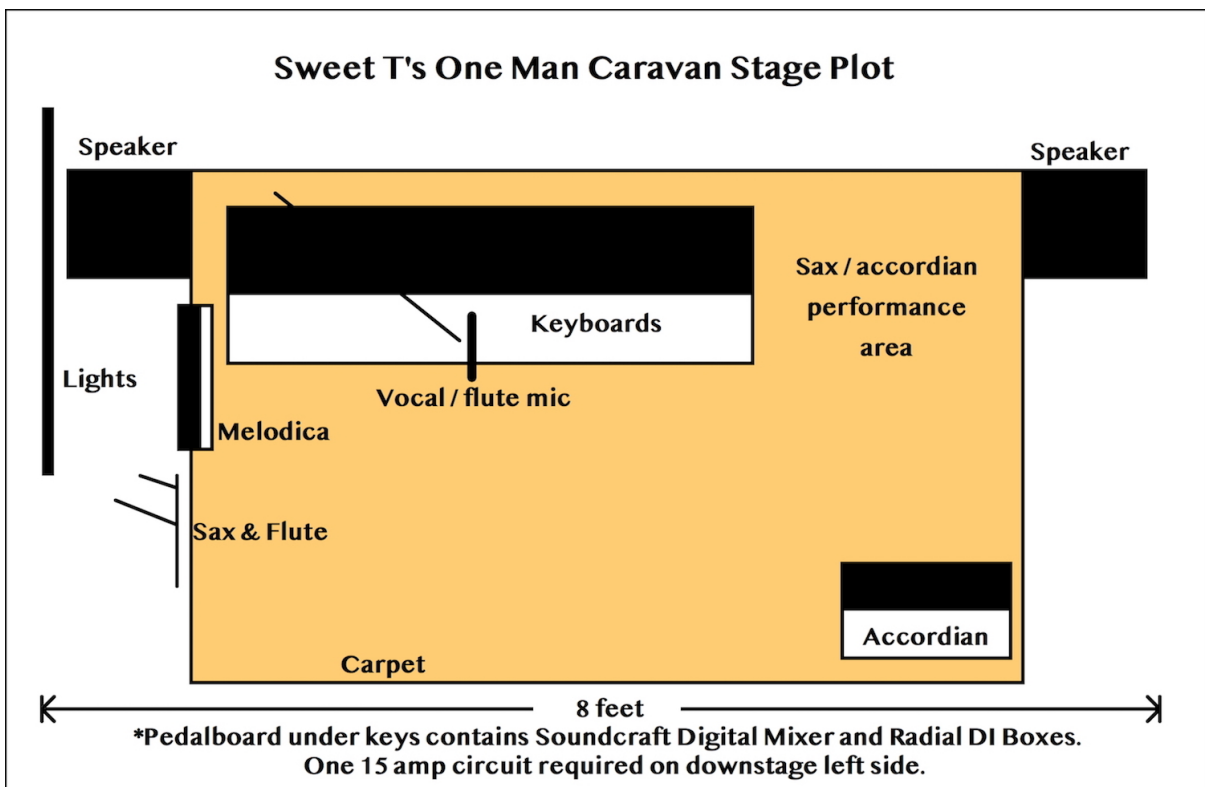 Sweet T's One Man Caravan Stage Plot
Speaker
Speaker
Sax / accordian
performance
area
Keyboards
Lights
Vocal / flute mic
Melodica
Sax & Flute
Accordian
Carpet
8 feet
*Pedalboard under keys contains Soundcraft Digital Mixer and Radial DI Boxes.
One 15 amp circuit required on downstage left side.